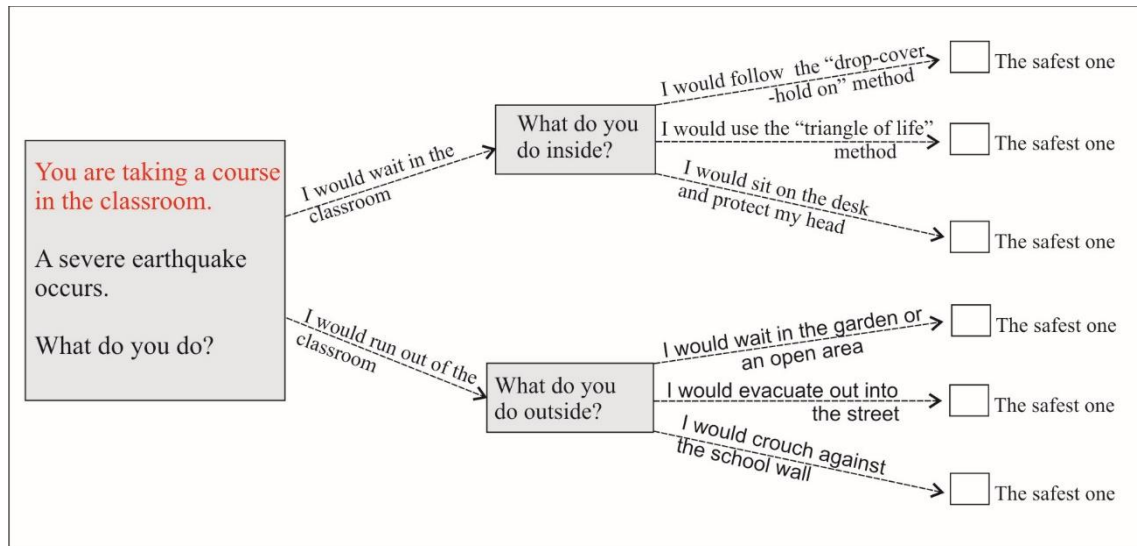 You are taking a course
in the classroom.
A severe earthquake
occurs.
What do you do?
I would wait in the
classroom
What do you
do inside?
I would follow the “drop-cover
-hold on” method
The safest one
I would use the “triangle of life”
method
The safest one
I would sit on the desk
and protect my head
The safest one
I would run out of the
classroom
What do you
do outside?
I would wait in the garden or
an open area
The safest one
I would evacuate out into
the street
The safest one
I would crouch against
the school wall
The safest one